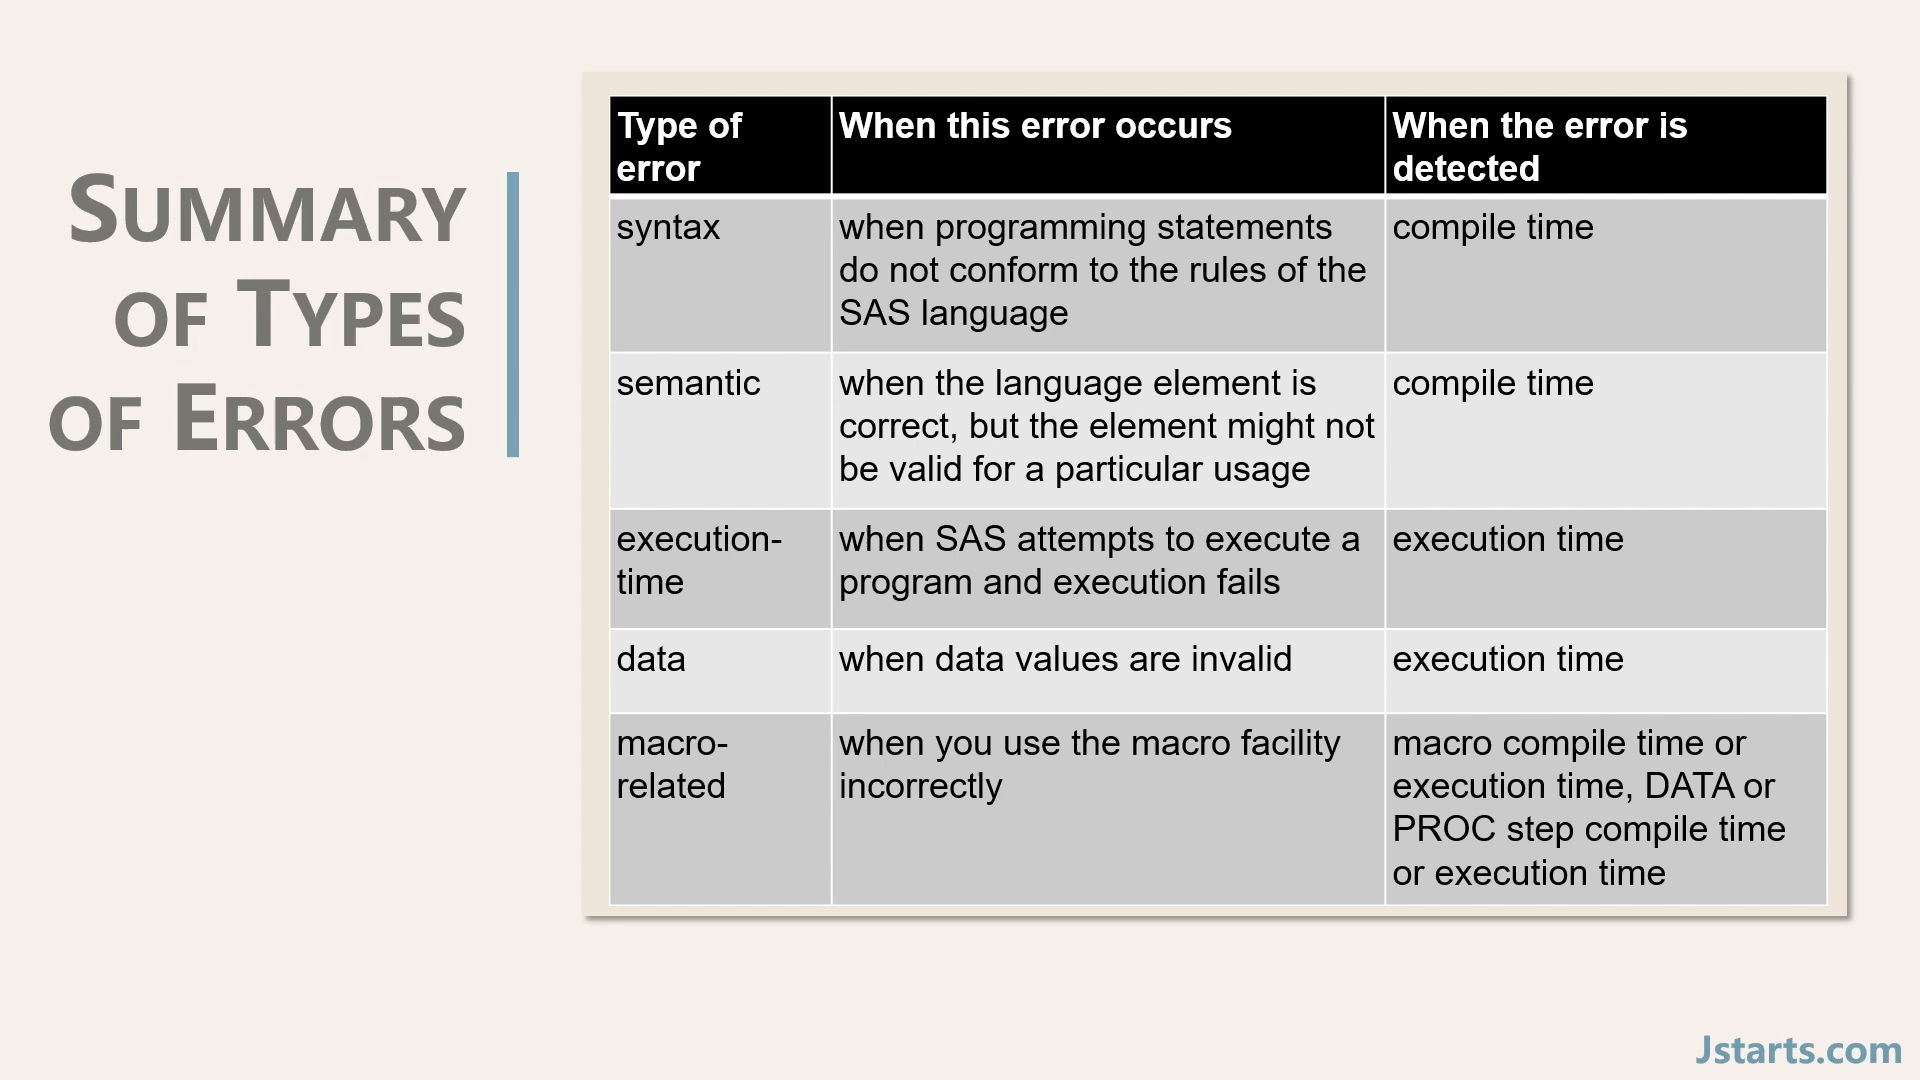 SUMMARY
OF TYPES
OF ERRORS
Type of
error
When this error occurs
When the error is
detected
syntax
when programming statements
do not conform to the rules of the
SAS language
compile time
semantic
when the language element is
correct, but the element might not
be valid for a particular usage
compile time
execution-
time
when SAS attempts to execute a
program and execution fails
execution time
data
when data values are invalid
execution time
macro-
related
when you use the macro facility
incorrectly
macro compile time or
execution time, DATA or
PROC step compile time
or execution time
Jstarts.com